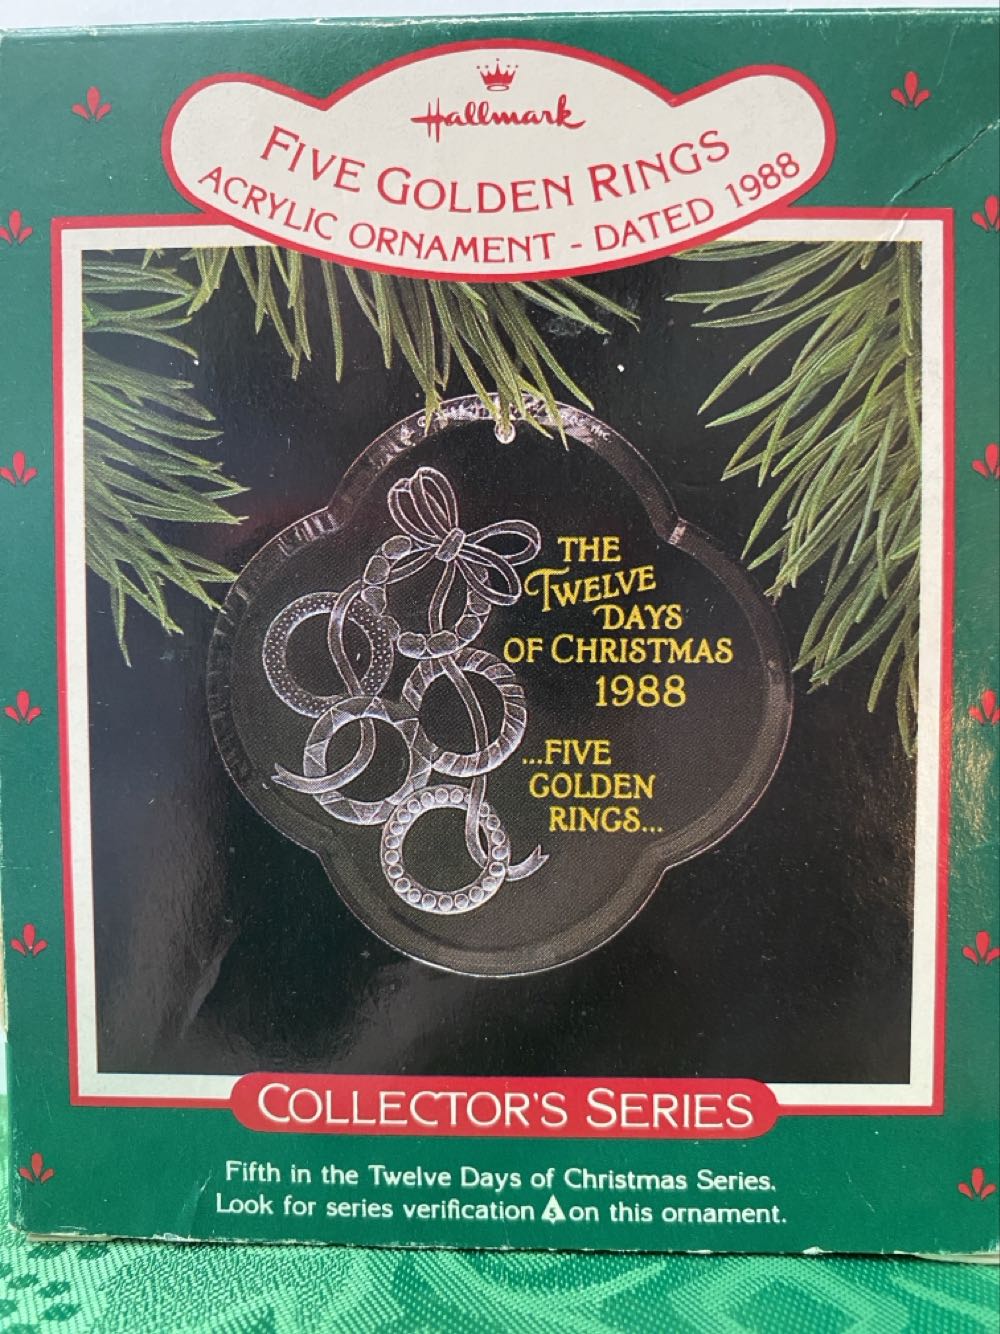 Hallmark
FIVE GOLDEN RINGS
ACRYLIC ORNAMENT - DATED 1988
THE
TWELVE
DAYS
OF CHRISTMAS
1988
...FIVE
GOLDEN
RINGS...
COLLECTOR'S SERIES
Fifth in the Twelve Days of Christmas Series.
Look for series verification 5 on this ornament.